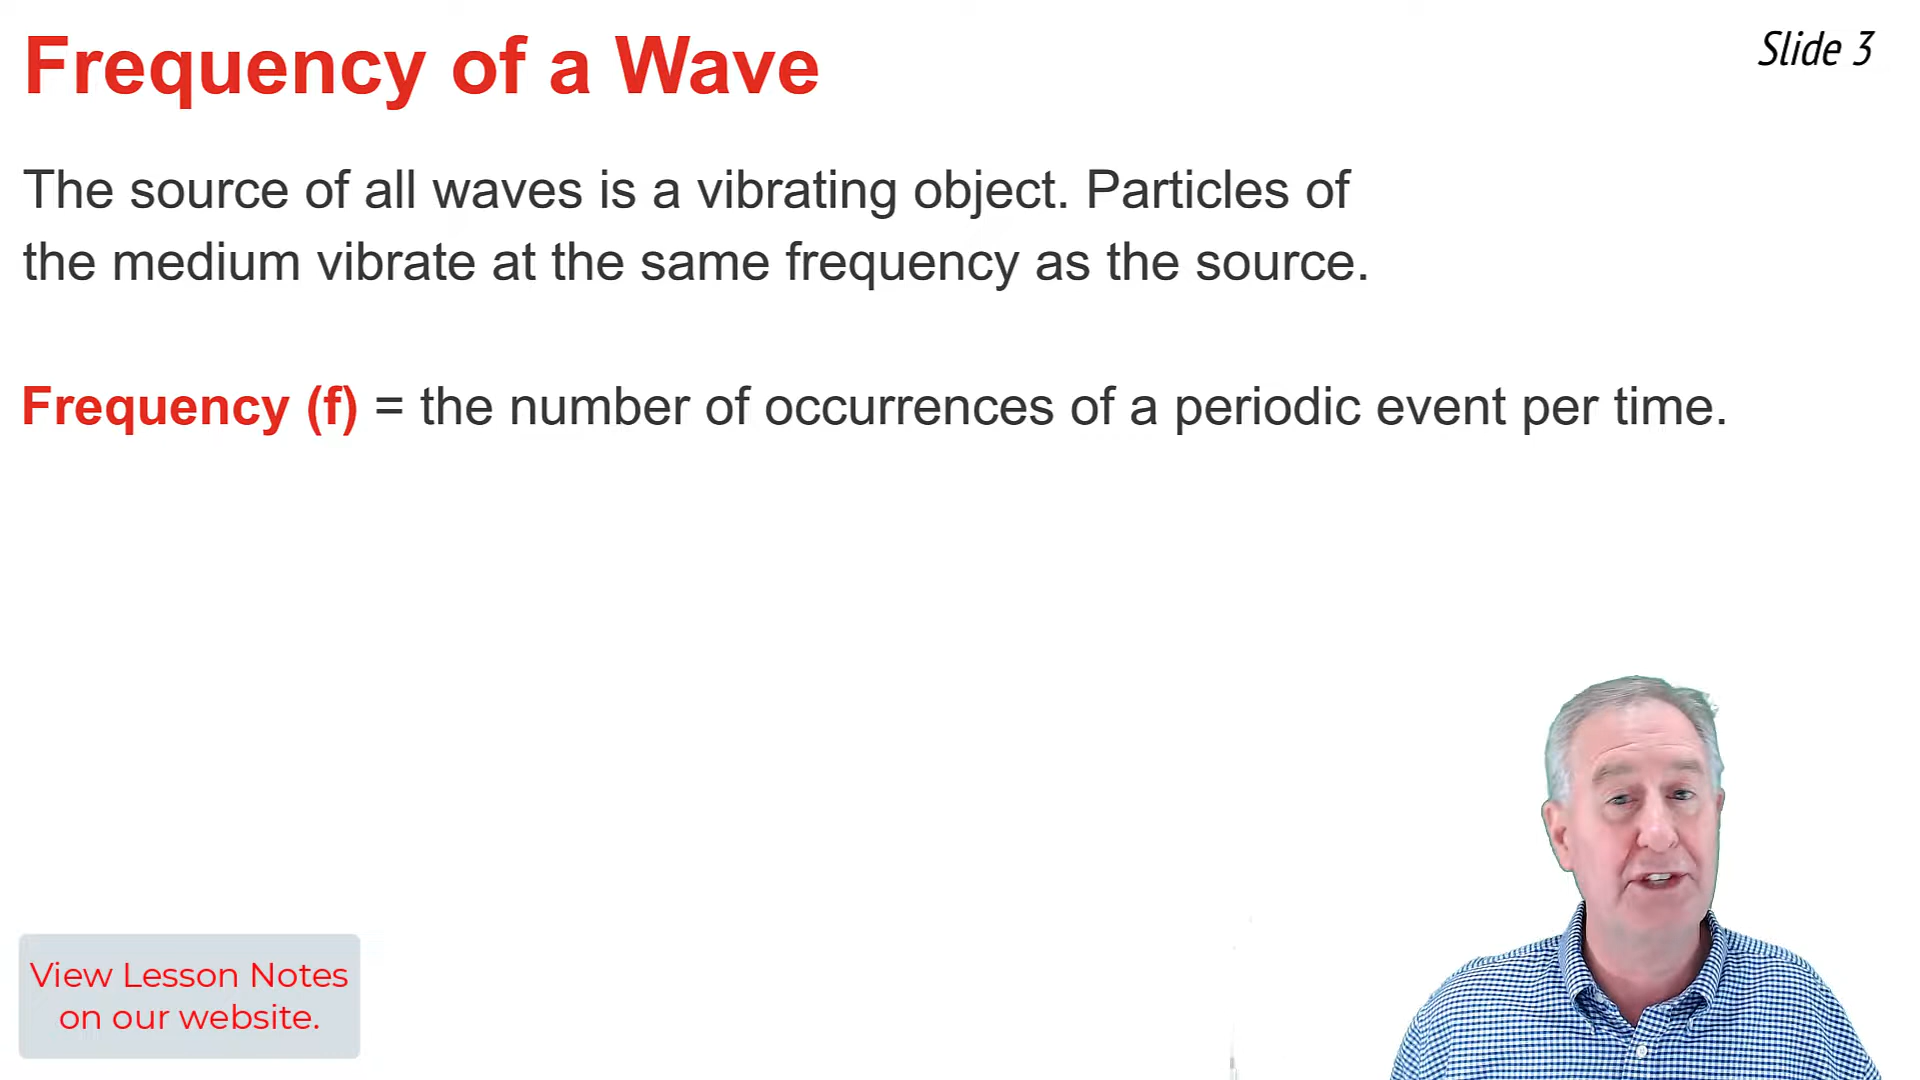 Frequency of a Wave
Slide 3
The source of all waves is a vibrating object. Particles of
the medium vibrate at the same frequency as the source.
Frequency (f) = the number of occurrences of a periodic event per time.
View Lesson Notes
on our website.